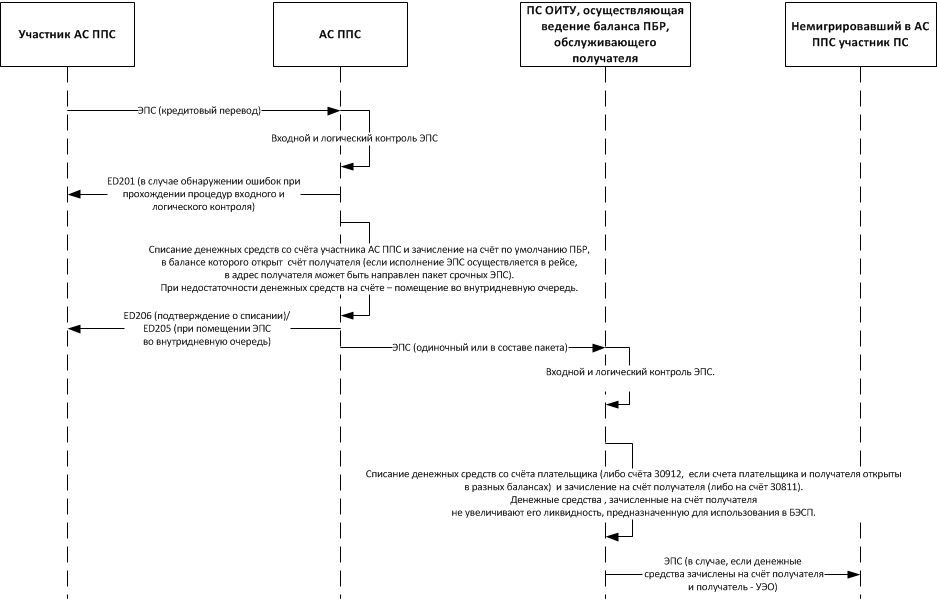 Участник АС ППС
АС ППС
ПС ОИТУ, осуществляющая
ведение баланса ПБР,
обслуживающего
получателя
Немигрировавший в АС
ППС участник ПС
ЭПС (кредитовый перевод)
Входной и логический контроль ЭПС
ED201 (в случае обнаружении ошибок при
прохождении процедур входного и
логического контроля)
Списание денежных средств со счёта участника АС ППС и зачисление на счёт по умолчанию ПБР,
в балансе которого открыт счёт получателя (если исполнение ЭПС осуществляется в рейсе,
в адрес получателя может быть направлен пакет срочных ЭПС).
При недостаточности денежных средств на счёте – помещение во внутридневную очередь.
ED206 (подтверждение о списании)/
ED205 (при помещении ЭПС
во внутридневную очередь)
ЭПС (одиночный или в составе пакета)
Входной и логический контроль ЭПС.
Списание денежных средств со счёта плательщика (либо счёта 30912, если счета плательщика и получателя открыты
в разных балансах) и зачисление на счёт получателя (либо на счёт 30811).
Денежные средства , зачисленные на счёт получателя
не увеличивают его ликвидность, предназначенную для использования в БЭСП.
ЭПС (в случае, если денежные
средства зачислены на счёт получателя
и получатель - УЭО)